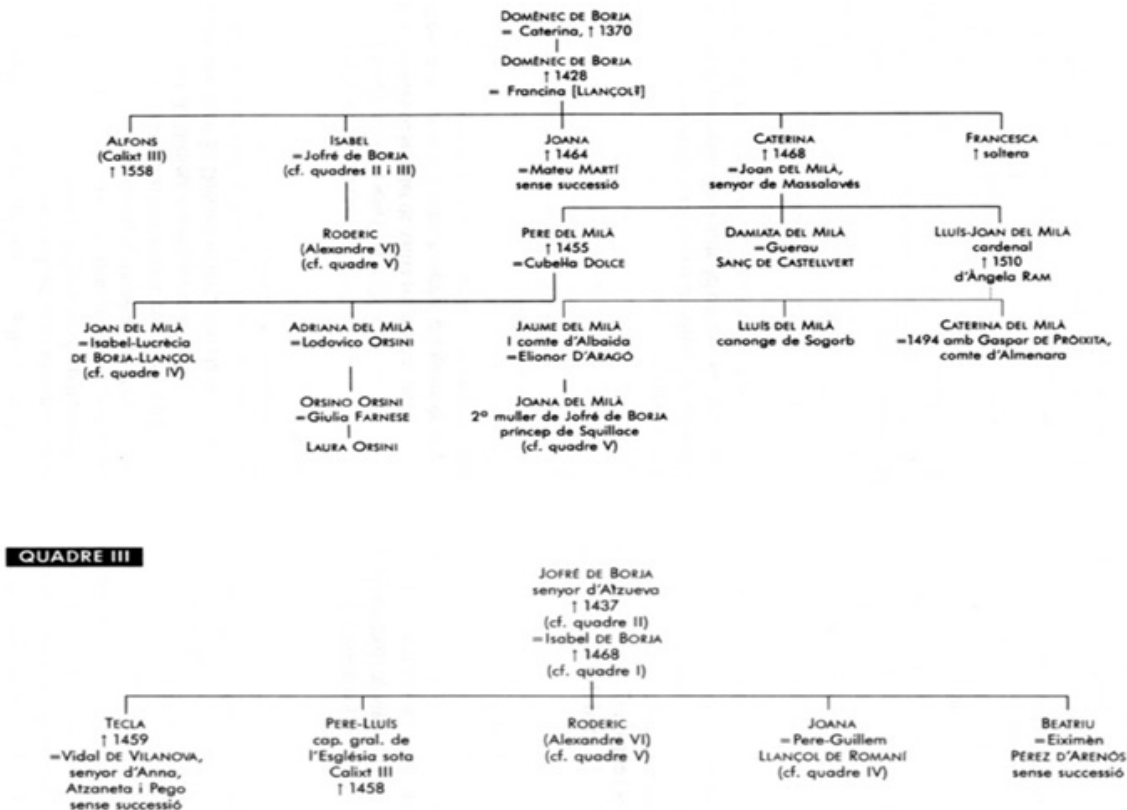 DOMÈNEC DE BORJA
= Caterina, † 1370
DOMÈNEC DE BORJA
† 1428
= Francina [LLANÇOL?]
ALFONS
(Calixt III)
† 1558
ISABEL
=Jofré de BORJA
(cf. quadres II i III)
JOANA
† 1464
=Mateu MARTÍ
sense successió
CATERINA
† 1468
=Joan DEL MILÀ,
senyor de Massalavés
FRANCESCA
† soltera
RODERIC
(Alexandre VI)
(cf. quadre V)
PERE DEL MILÀ
† 1455
=Cubel·la DOLCE
DAMIATA DEL MILÀ
=Guerau
SANÇ DE CASTELLVERT
LLUÍS-JOAN DEL MILÀ
cardenal
† 1510
d'Àngela RAM
JOAN DEL MILÀ
=Isabel-Lucrècia
DE BORJA-LLANÇOL
(cf. quadre IV)
ADRIANA DEL MILÀ
=Lodovico ORSINI
JAUME DEL MILÀ
I comte d'Albaida
=Elionor D'ARAGÓ
LLUÍS DEL MILÀ
canonge de Sogorb
CATERINA DEL MILÀ
=1494 amb Gaspar DE PRÒIXITA,
comte d'Almenara
ORSINO ORSINI
=Giulia FARNESE
LAURA ORSINI
JOANA DEL MILÀ
2ª muller de Jofré de BORJA
príncep de Squillace
(cf. quadre V)
QUADRE III
JOFRÉ DE BORJA
senyor d'Atzueva
† 1437
(cf. quadre II)
=Isabel DE BORJA
† 1468
(cf. quadre I)
TECLA
† 1459
=Vidal DE VILANOVA,
senyor d'Anna,
Atzaneta i Pego
sense successió
PERE-LLUÍS
cap. gral. de
l'Església sota
Calixt III
† 1458
RODERIC
(Alexandre VI)
(cf. quadre V)
JOANA
=Pere-Guillem
LLANÇOL DE ROMANÍ
(cf. quadre IV)
BEATRIU
=Eiximèn
PÉREZ D'ARENÓS
sense successió